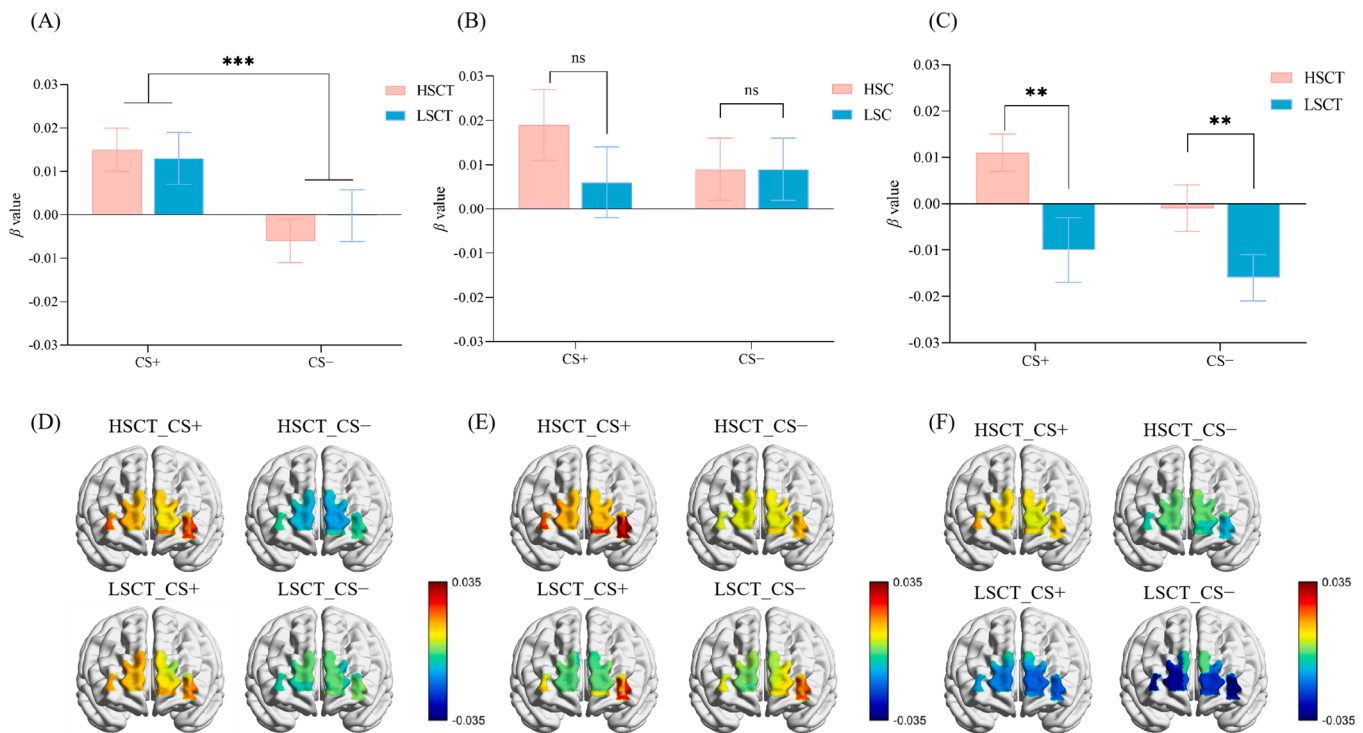 (A)
***
HSCT
LSCT
β value
0.03
0.02
0.01
0.00
-0.01
-0.02
-0.03
CS+
CS−
(B)
ns
ns
HSC
LSC
β value
0.03
0.02
0.01
0.00
-0.01
-0.02
-0.03
CS+
CS−
(C)
**
**
HSCT
LSCT
β value
0.03
0.02
0.01
0.00
-0.01
-0.02
-0.03
CS+
CS−
(D)
HSCT_CS+
HSCT_CS−
LSCT_CS+
LSCT_CS−
0.035
-0.035
(E)
HSCT_CS+
HSCT_CS−
LSCT_CS+
LSCT_CS−
0.035
-0.035
(F)
HSCT_CS+
HSCT_CS−
LSCT_CS+
LSCT_CS−
0.035
-0.035